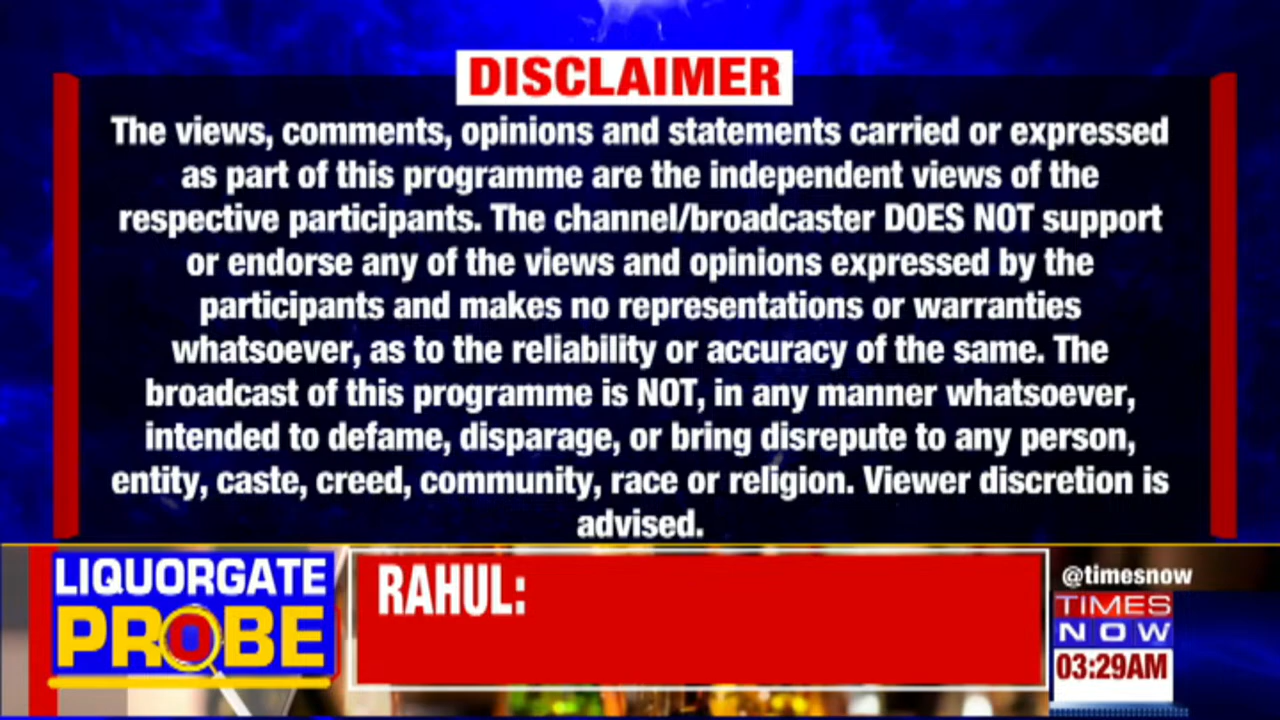 DISCLAIMER
The views, comments, opinions and statements carried or expressed
as part of this programme are the independent views of the
respective participants. The channel/broadcaster DOES NOT support
or endorse any of the views and opinions expressed by the
participants and makes no representations or warranties
whatsoever, as to the reliability or accuracy of the same. The
broadcast of this programme is NOT, in any manner whatsoever,
intended to defame, disparage, or bring disrepute to any person,
entity, caste, creed, community, race or religion. Viewer discretion is
advised.
LIQUORGATE
PROBE
RAHUL:
@timesnow
TIMES
NOW
03:29AM